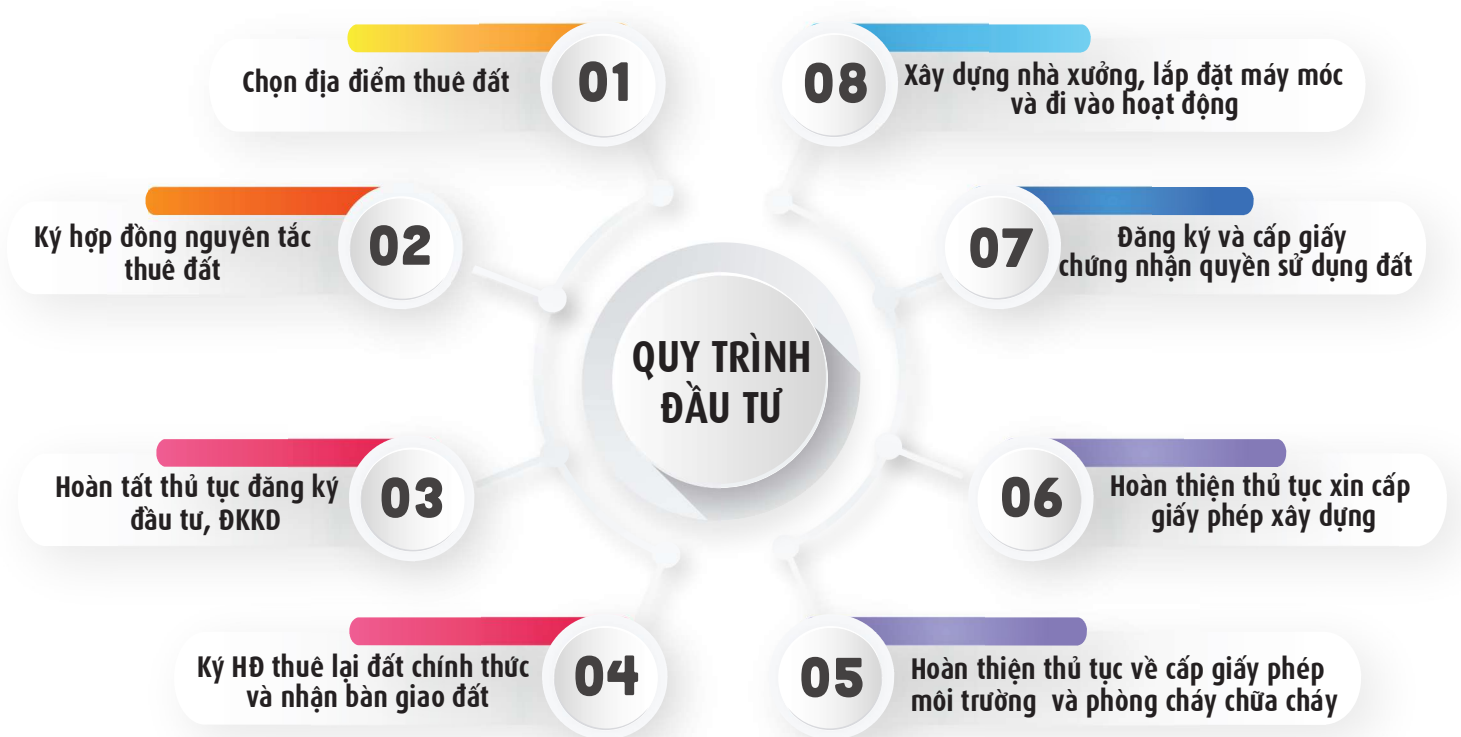 QUY TRÌNH
ĐẦU TƯ
01
Chọn địa điểm thuê đất
02
Ký hợp đồng nguyên tắc
thuê đất
03
Hoàn tất thủ tục đăng ký
đầu tư, ĐKKD
04
Ký HĐ thuê lại đất chính thức
và nhận bàn giao đất
05
Hoàn thiện thủ tục về cấp giấy phép
môi trường và phòng cháy chữa cháy
06
Hoàn thiện thủ tục xin cấp
giấy phép xây dựng
07
Đăng ký và cấp giấy
chứng nhận quyền sử dụng đất
08
Xây dựng nhà xưởng, lắp đặt máy móc
và đi vào hoạt động